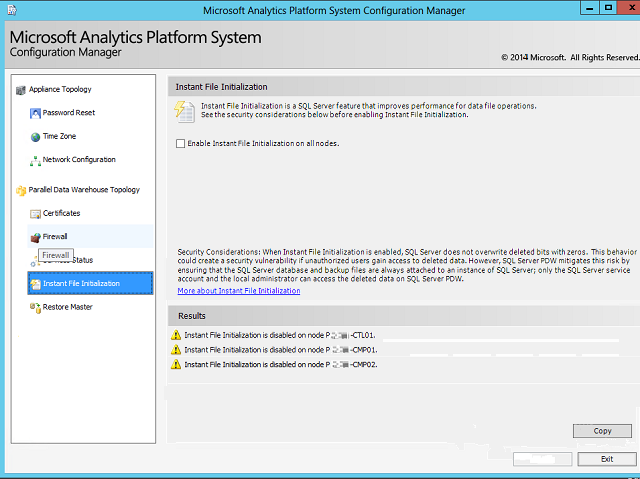 Microsoft Analytics Platform System Configuration Manager
Microsoft Analytics Platform System
Configuration Manager
© 2014 Microsoft. All Rights Reserved.
Appliance Topology
Password Reset
Time Zone
Network Configuration
Parallel Data Warehouse Topology
Certificates
Firewall
Firewall
Status
Instant File Initialization
Restore Master
Instant File Initialization
Instant File Initialization is a SQL Server feature that improves performance for data file operations.
See the security considerations below before enabling Instant File Initialization.
Enable Instant File Initialization on all nodes.
Security Considerations: When Instant File Initialization is enabled, SQL Server does not overwrite deleted bits with zeros. This behavior
could create a security vulnerability if unauthorized users gain access to deleted data. However, SQL Server PDW mitigates this risk by
ensuring that the SQL Server database and backup files are always attached to an instance of SQL Server; only the SQL Server service
account and the local administrator can access the deleted data on SQL Server PDW.
More about Instant File Initialization
Results
Instant File Initialization is disabled on node P -CTL01.
Instant File Initialization is disabled on node P -CMP01.
Instant File Initialization is disabled on node P -CMP02.
Copy
Exit